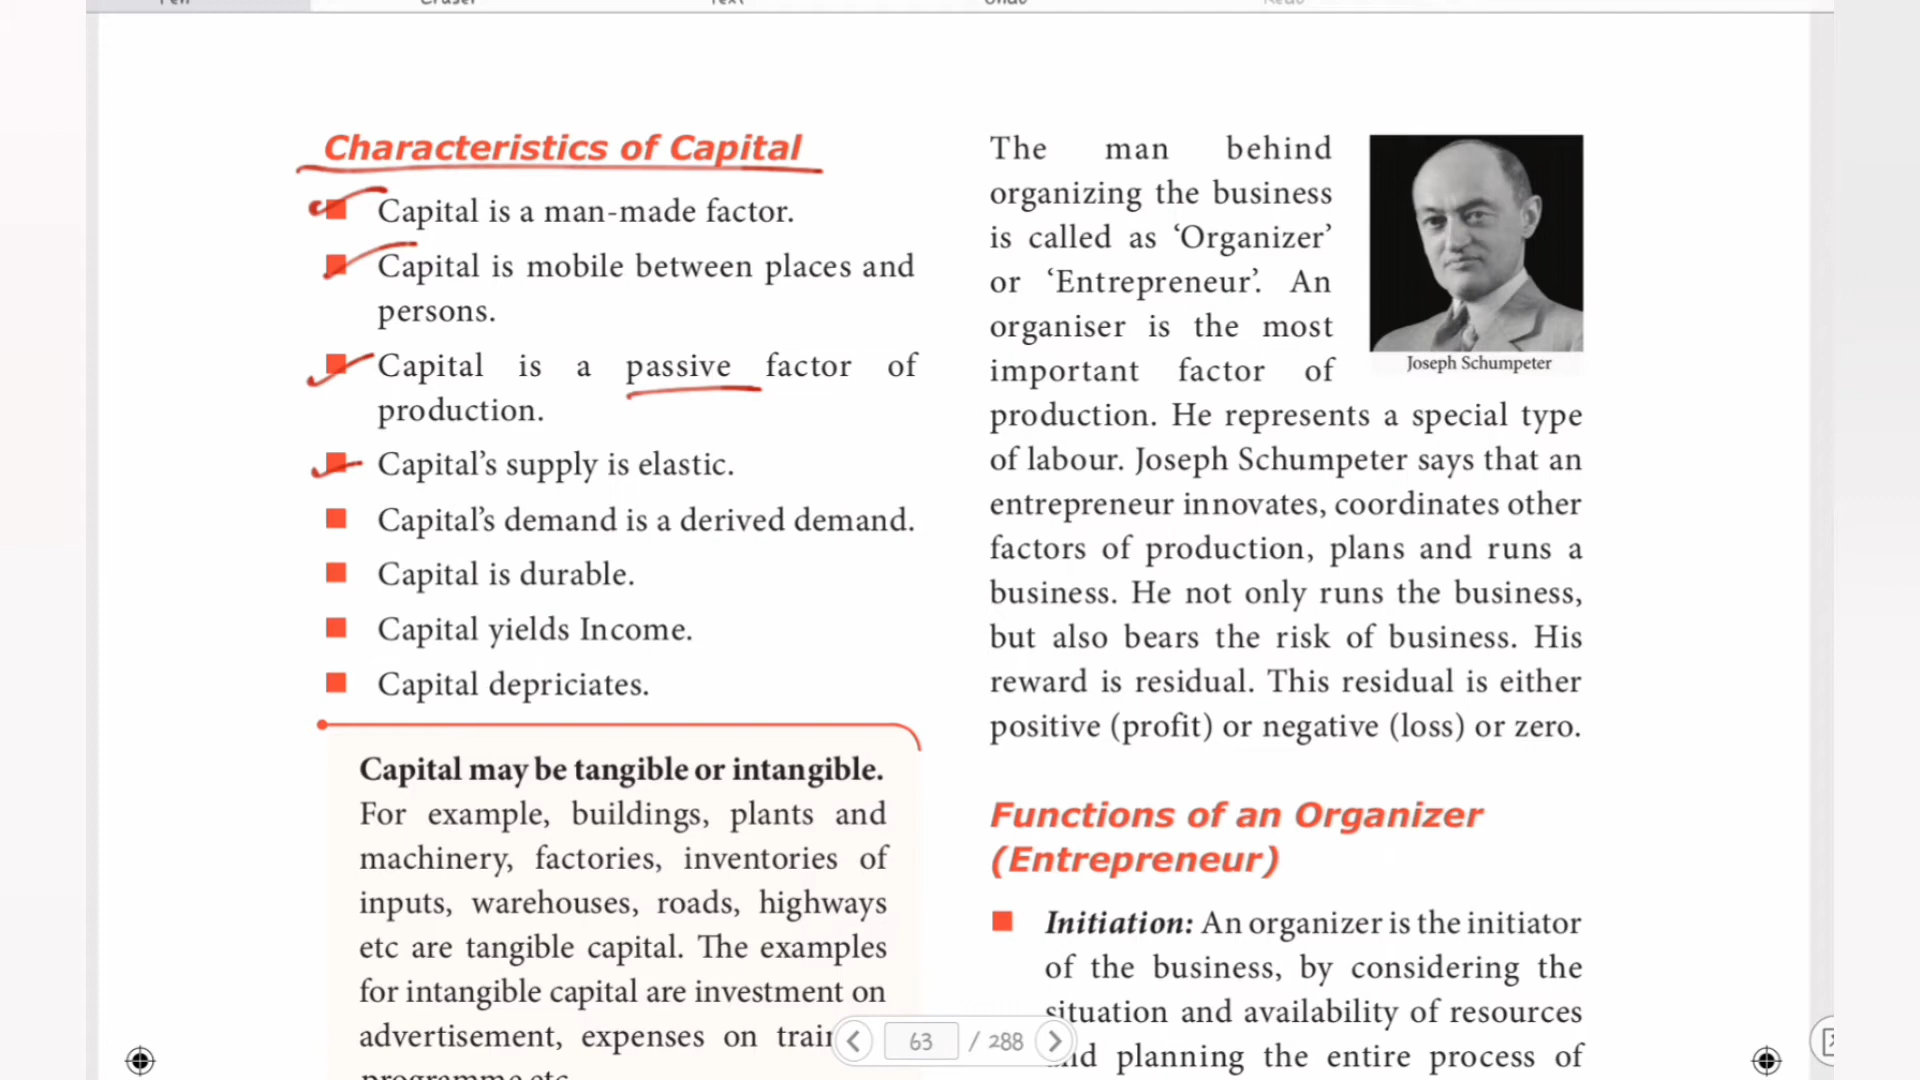 Characteristics of Capital
Capital is a man-made factor.
Capital is mobile between places and
persons.
Capital is a passive factor of
production.
Capital's supply is elastic.
Capital's demand is a derived demand.
Capital is durable.
Capital yields Income.
Capital depriciates.
Capital may be tangible or intangible.
For example, buildings, plants and
machinery, factories, inventories of
inputs, warehouses, roads, highways
etc are tangible capital. The examples
for intangible capital are investment on
advertisement, expenses on train
programme etc
The man behind
organizing the business
is called as 'Organizer'
or 'Entrepreneur'. An
organiser is the most
important factor of
production. He represents a special type
of labour. Joseph Schumpeter says that an
entrepreneur innovates, coordinates other
factors of production, plans and runs a
business. He not only runs the business,
but also bears the risk of business. His
reward is residual. This residual is either
positive (profit) or negative (loss) or zero.
Joseph Schumpeter
Functions of an Organizer
(Entrepreneur)
Initiation: An organizer is the initiator
of the business, by considering the
situation and availability of resources
and planning the entire process of
63 / 288